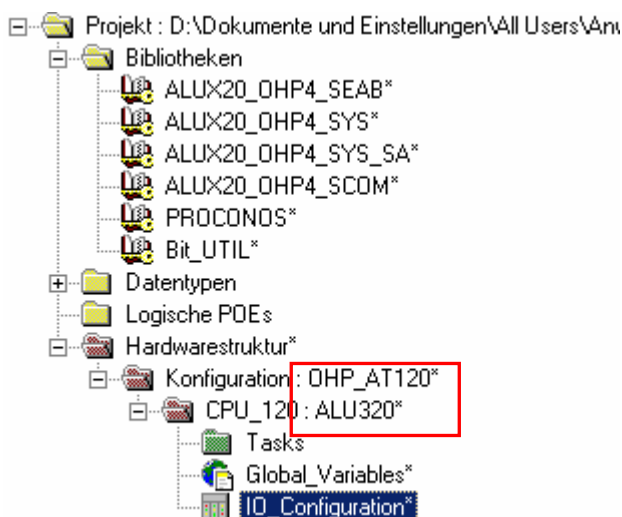 Projekt : D:\Dokumente und Einstellungen\All Users\Anw
Bibliotheken
ALUX20_OHP4_SEAB*
ALUX20_OHP4_SYS*
ALUX20_OHP4_SYS_SA*
ALUX20_OHP4_SCOM*
PROCONOS*
Bit_UTIL*
Datentypen
Logische POEs
Hardwarestruktur*
Konfiguration : OHP_AT120*
CPU_120 : ALU320*
Tasks
Global_Variables*
IO_Configuration*